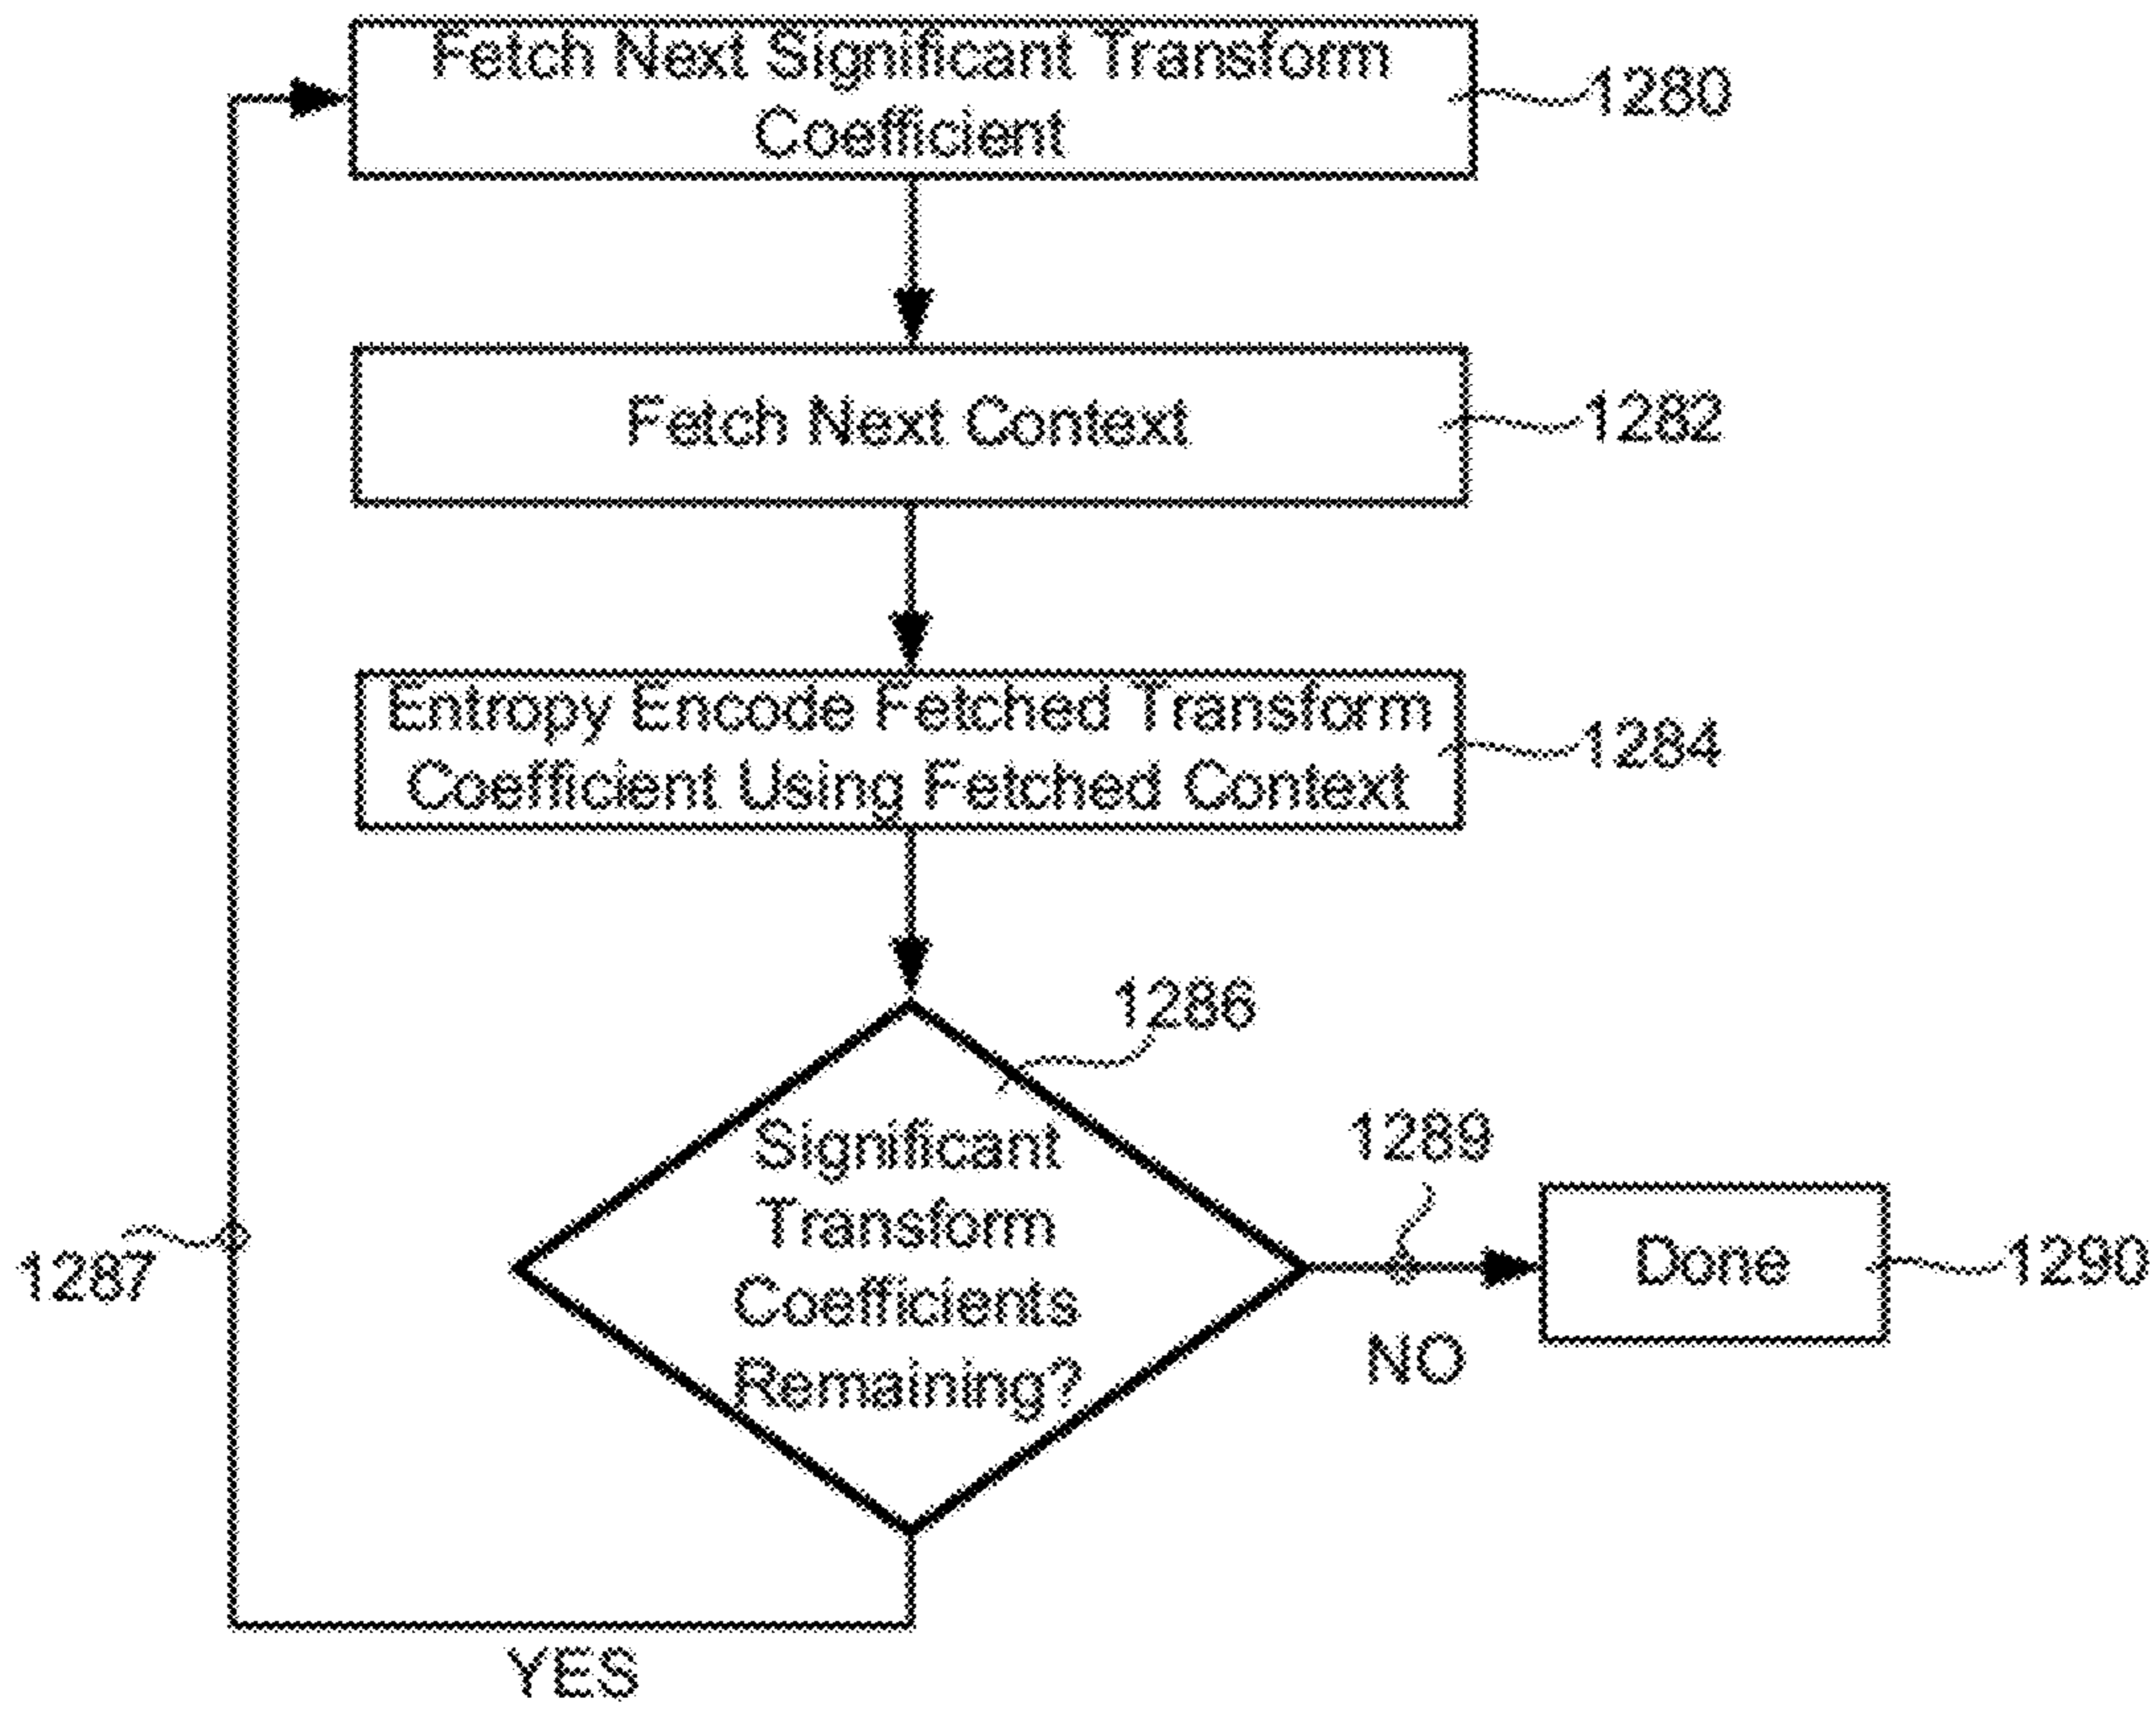 Fetch Next Significant Transform
Coefficient
1280
Fetch Next Context
1282
Entropy Encode Fetched Transform
Coefficient Using Fetched Context
1284
1286
Significant
Transform
Coefficients
Remaining?
1289
NO
Done
1290
1287
YES